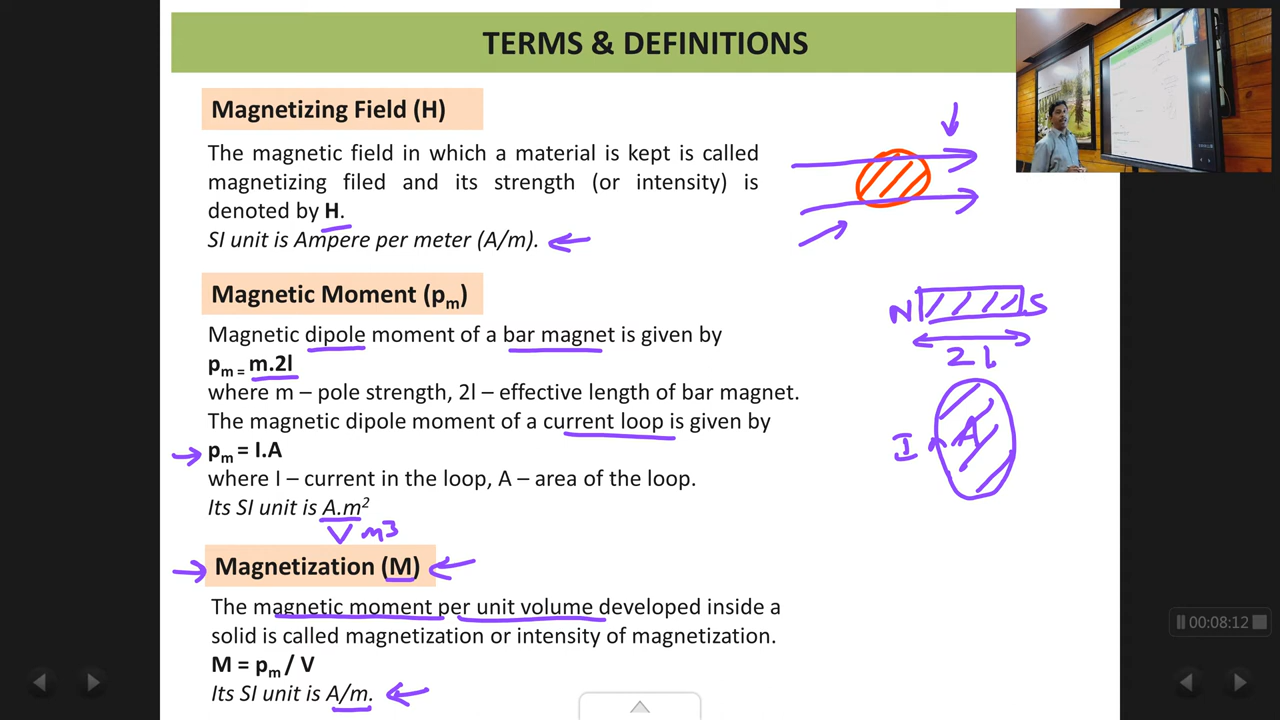 TERMS & DEFINITIONS
Magnetizing Field (H)
The magnetic field in which a material is kept is called
magnetizing filed and its strength (or intensity) is
denoted by H.
SI unit is Ampere per meter (A/m).
Magnetic Moment (pm)
N S
2l
Magnetic dipole moment of a bar magnet is given by
pm = m.2l
where m – pole strength, 2l – effective length of bar magnet.
The magnetic dipole moment of a current loop is given by
pm = I.A
I A
where I – current in the loop, A – area of the loop.
Its SI unit is A.m²
V m3
Magnetization (M)
The magnetic moment per unit volume developed inside a
solid is called magnetization or intensity of magnetization.
M = pm / V
Its SI unit is A/m.
00:08:12